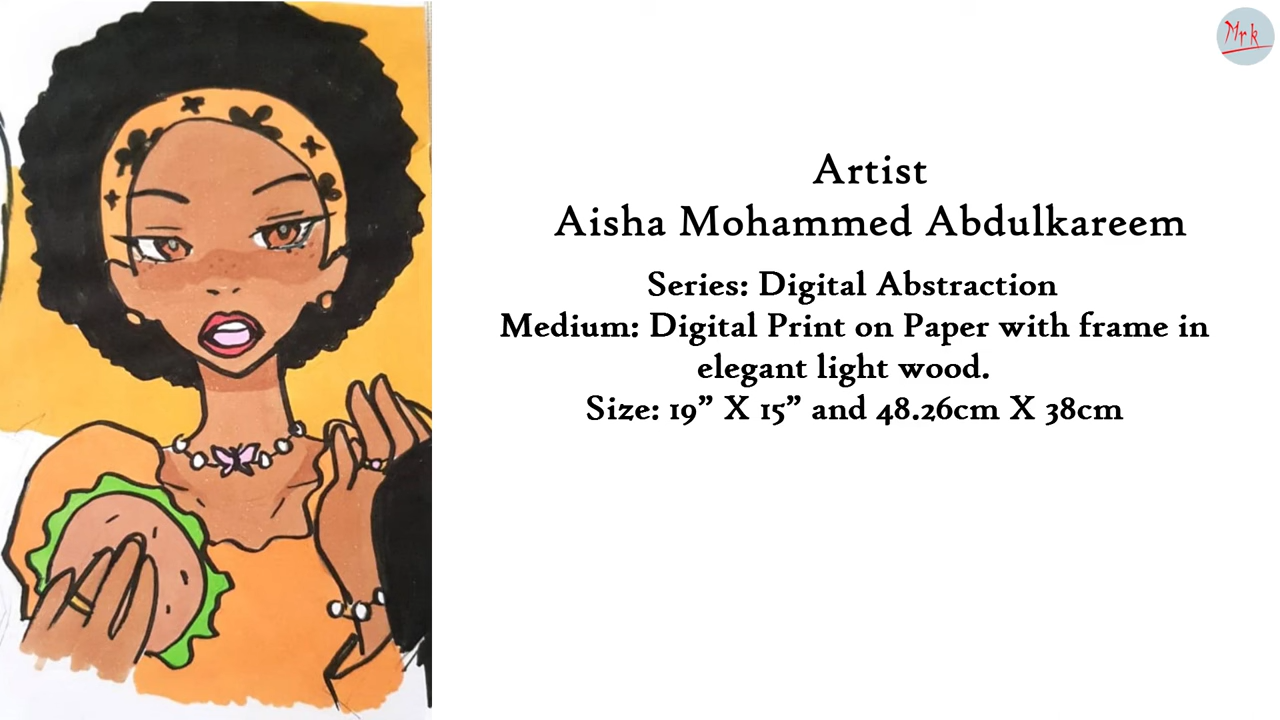 Mrk
Artist
Aisha Mohammed Abdulkareem
Series: Digital Abstraction
Medium: Digital Print on Paper with frame in
elegant light wood.
Size: 19” X 15” and 48.26cm X 38cm